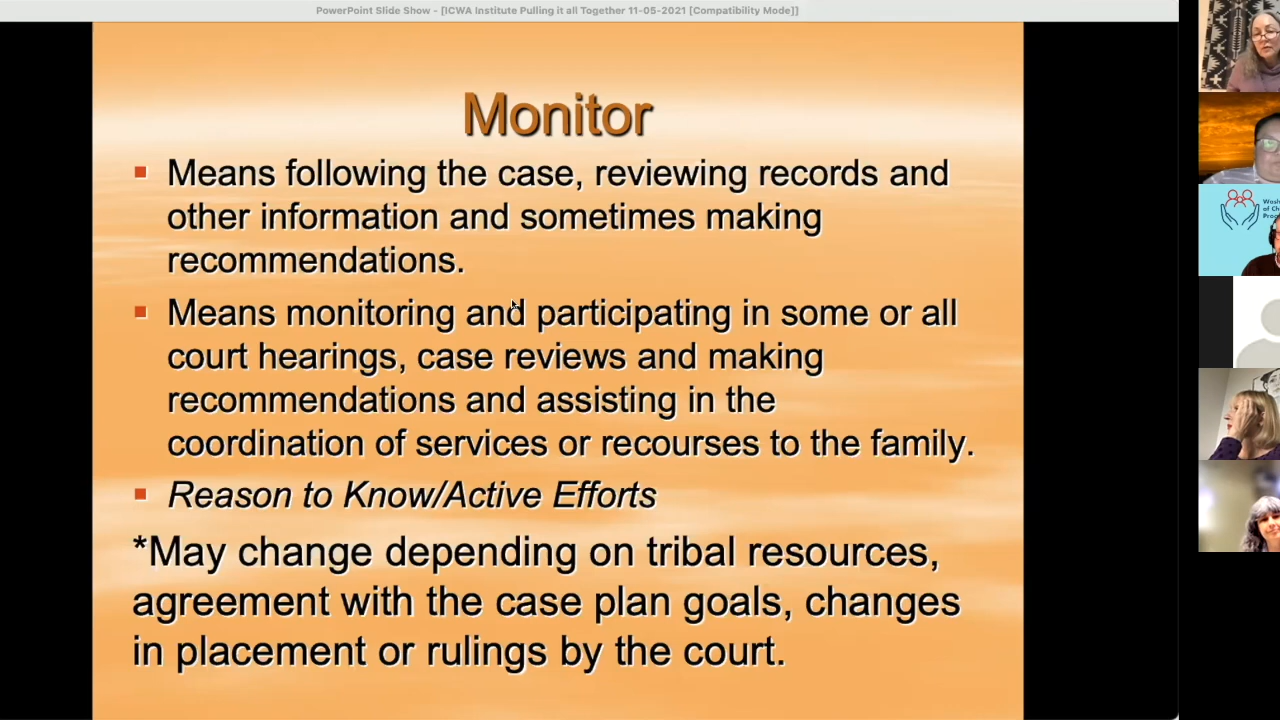 PowerPoint Slide Show - [ICWA Institute Pulling it all Together 11-05-2021 [Compatibility Mode]]
Monitor
Means following the case, reviewing records and
other information and sometimes making
recommendations.
Means monitoring and participating in some or all
court hearings, case reviews and making
recommendations and assisting in the
coordination of services or recourses to the family.
Reason to Know/Active Efforts
*May change depending on tribal resources,
agreement with the case plan goals, changes
in placement or rulings by the court.